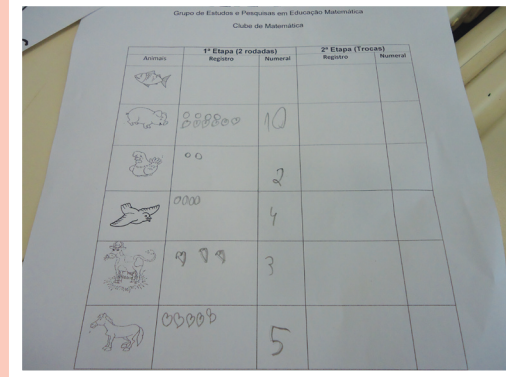 Grupo de Estudos e Pesquisas em Educação Matemática
Clube de Matemática
1ª Etapa (2 rodadas) 2ª Etapa (Trocas)
Animais Registro Numeral Registro Numeral
10
2
4
3
5